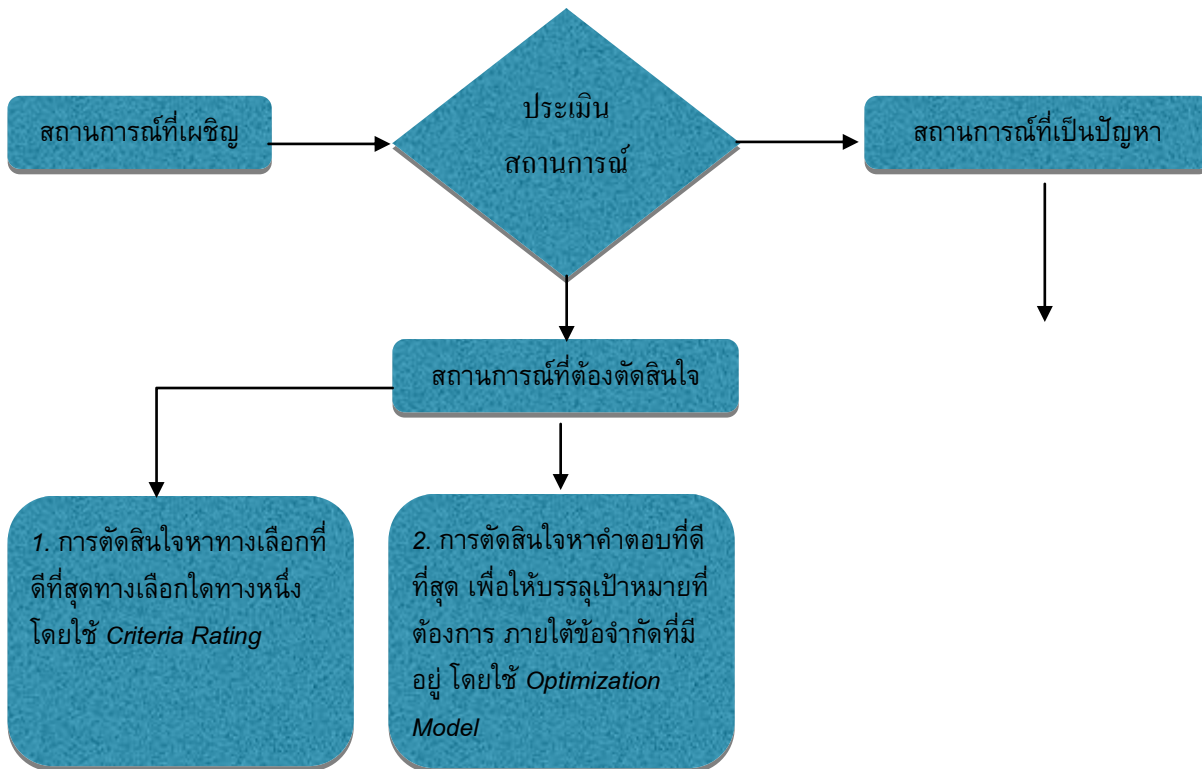 สถานการณ์ที่เผชิญ
ประเมิน
สถานการณ์
สถานการณ์ที่เป็นปัญหา
สถานการณ์ที่ต้องตัดสินใจ
1. การตัดสินใจหาทางเลือกที่
ดีที่สุดทางเลือกใดทางหนึ่ง
โดยใช้ Criteria Rating
2. การตัดสินใจหาคำตอบที่ดี
ที่สุด เพื่อให้บรรลุเป้าหมายที่
ต้องการ ภายใต้ข้อจำกัดที่มี
อยู่ โดยใช้ Optimization
Model